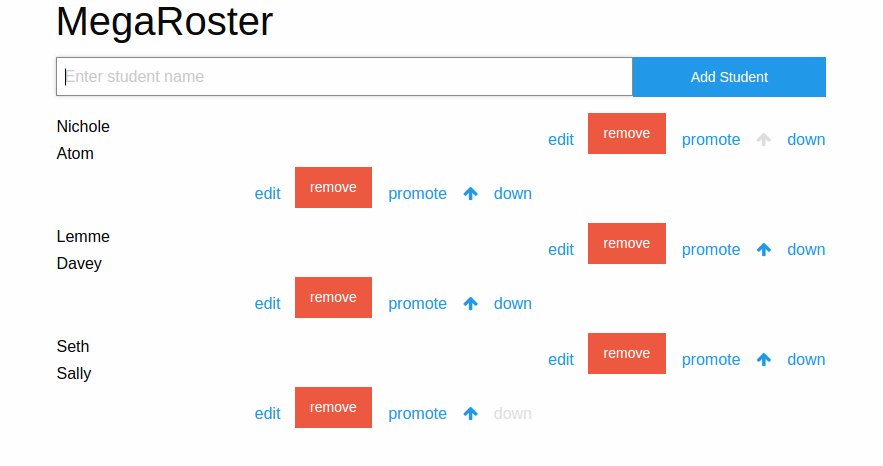 MegaRoster
Enter student name Add Student
Nichole
edit remove promote down
Atom
edit remove promote down
Lemme
edit remove promote down
Davey
edit remove promote down
Seth
edit remove promote down
Sally
edit remove promote down